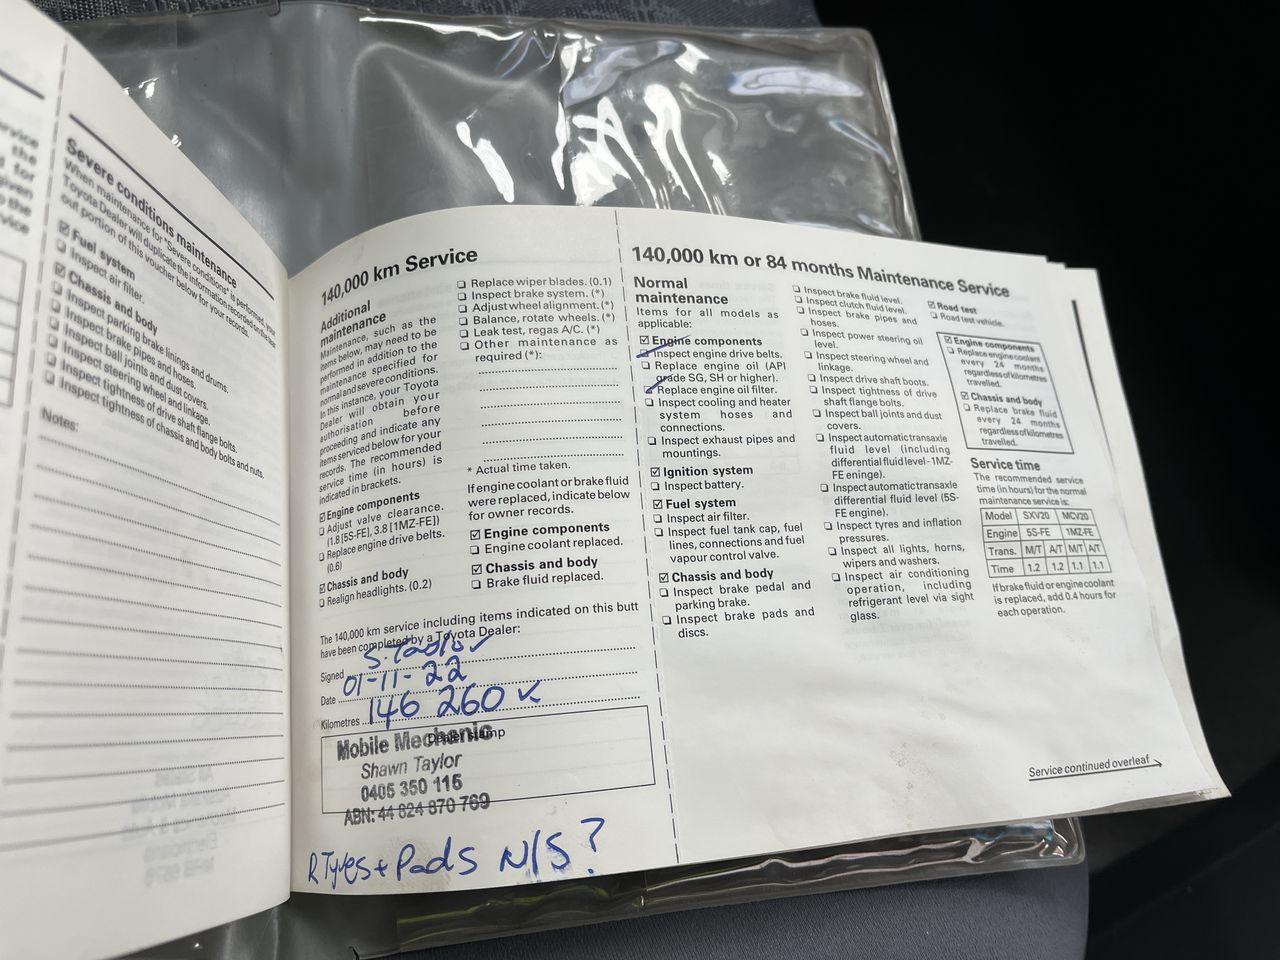 Severe conditions maintenance
When maintenance for "Severe conditions" is performed, your
Toyota Dealer will duplicate the information recorded on the
out portion of this voucher below for your records.
☑ Fuel system
❏ Inspect air filter.
☑ Chassis and body
❏ Inspect parking brake linings and drums.
❏ Inspect brake pipes and hoses.
❏ Inspect ball joints and dust covers.
❏ Inspect steering wheel and linkage.
❏ Inspect tightness of drive shaft flange bolts.
❏ Inspect tightness of chassis and body bolts and nuts.
Notes:
140,000 km Service
Additional
maintenance
Maintenance, such as the
items below, may need to be
performed in addition to the
maintenance specified for
normal and severe conditions.
In this instance, your Toyota
Dealer will obtain your
authorisation before
proceeding and indicate any
items serviced below for your
records. The recommended
service time (in hours) is
indicated in brackets.
☑ Engine components
❏ Adjust valve clearance.
(1.8 [5S-FE], 3.8 [1MZ-FE])
❏ Replace engine drive belts.
(0.6)
☑ Chassis and body
❏ Realign headlights. (0.2)
❏ Replace wiper blades. (0.1)
❏ Inspect brake system. (*)
❏ Adjust wheel alignment. (*)
❏ Balance, rotate wheels. (*)
❏ Leak test, regas A/C. (*)
❏ Other maintenance as
required (*):
* Actual time taken.
If engine coolant or brake fluid
were replaced, indicate below
for owner records.
☑ Engine components
❏ Engine coolant replaced.
☑ Chassis and body
❏ Brake fluid replaced.
The 140,000 km service including items indicated on this butt
have been completed by a Toyota Dealer:
Signed S. Taylor
Date 01-11-22
Kilometres 146 260 K
Dealer stamp
Mobile Mechanic
Shawn Taylor
0405 350 115
ABN: 44 824 870 769
R Tyres + Pads N/S?
140,000 km or 84 months Maintenance Service
Normal
maintenance
Items for all models as
applicable:
☑ Engine components
❏ Inspect engine drive belts.
❏ Replace engine oil (API
grade SG, SH or higher).
❏ Replace engine oil filter.
❏ Inspect cooling and heater
system hoses and
connections.
❏ Inspect exhaust pipes and
mountings.
☑ Ignition system
❏ Inspect battery.
☑ Fuel system
❏ Inspect air filter.
❏ Inspect fuel tank cap, fuel
lines, connections and fuel
vapour control valve.
☑ Chassis and body
❏ Inspect brake pedal and
parking brake.
❏ Inspect brake pads and
discs.
❏ Inspect brake fluid level.
❏ Inspect clutch fluid level.
❏ Inspect brake pipes and
hoses.
❏ Inspect power steering oil
level.
❏ Inspect steering wheel and
linkage.
❏ Inspect drive shaft boots.
❏ Inspect tightness of drive
shaft flange bolts.
❏ Inspect ball joints and dust
covers.
❏ Inspect automatic transaxle
fluid level (including
differential fluid level - 1MZ-
FE eninge).
❏ Inspect automatic transaxle
differential fluid level (5S-
FE engine).
❏ Inspect tyres and inflation
pressures.
❏ Inspect all lights, horns,
wipers and washers.
❏ Inspect air conditioning
operation, including
refrigerant level via sight
glass.
☑ Road test
❏ Road test vehicle.
☑ Engine components
❏ Replace engine coolant
every 24 months
regardless of kilometres
travelled.
☑ Chassis and body
❏ Replace brake fluid
every 24 months
regardless of kilometres
travelled.
Service time
The recommended service
time (in hours) for the normal
maintenance service is:
Model SXV20 MCV20
Engine 5S-FE 1MZ-FE
Trans. M/T A/T M/T A/T
Time 1.2 1.2 1.1 1.1
If brake fluid or engine coolant
is replaced, add 0.4 hours for
each operation.
Service continued overleaf